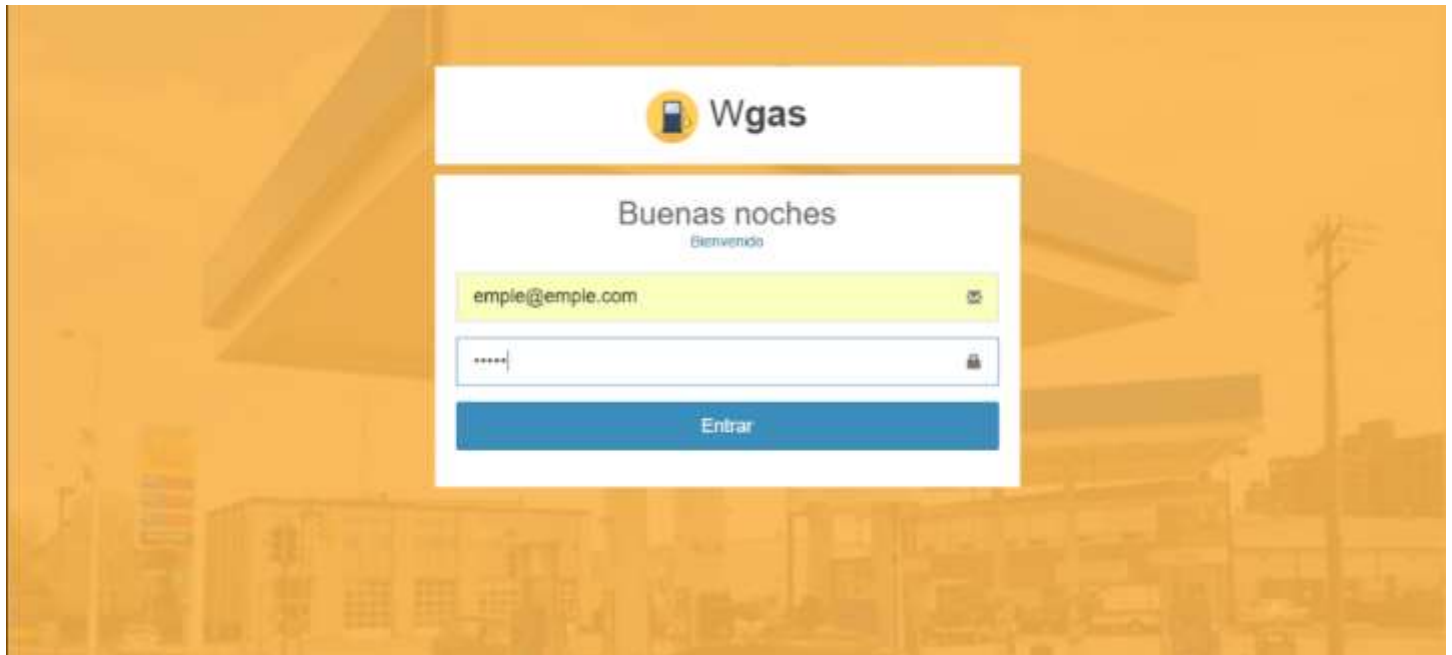 Wgas
Buenas noches
Bienvenido
emple@emple.com
•••••
Entrar